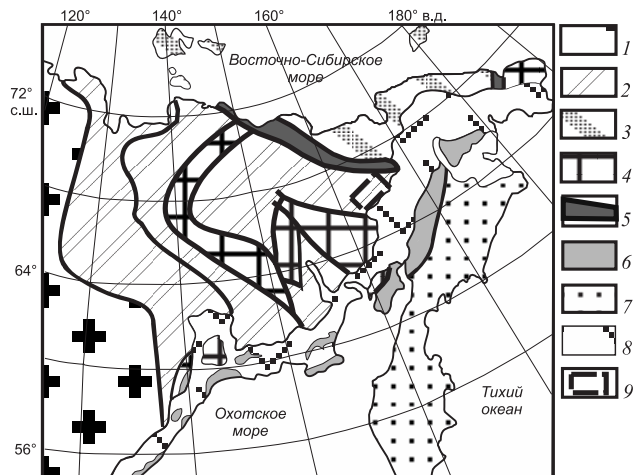 120°
140°
160°
180° в.д.
Восточно-Сибирское
море
72°
с.ш.
64°
56°
Охотское
море
Тихий
океан
1
2
3
4
5
6
7
8
9